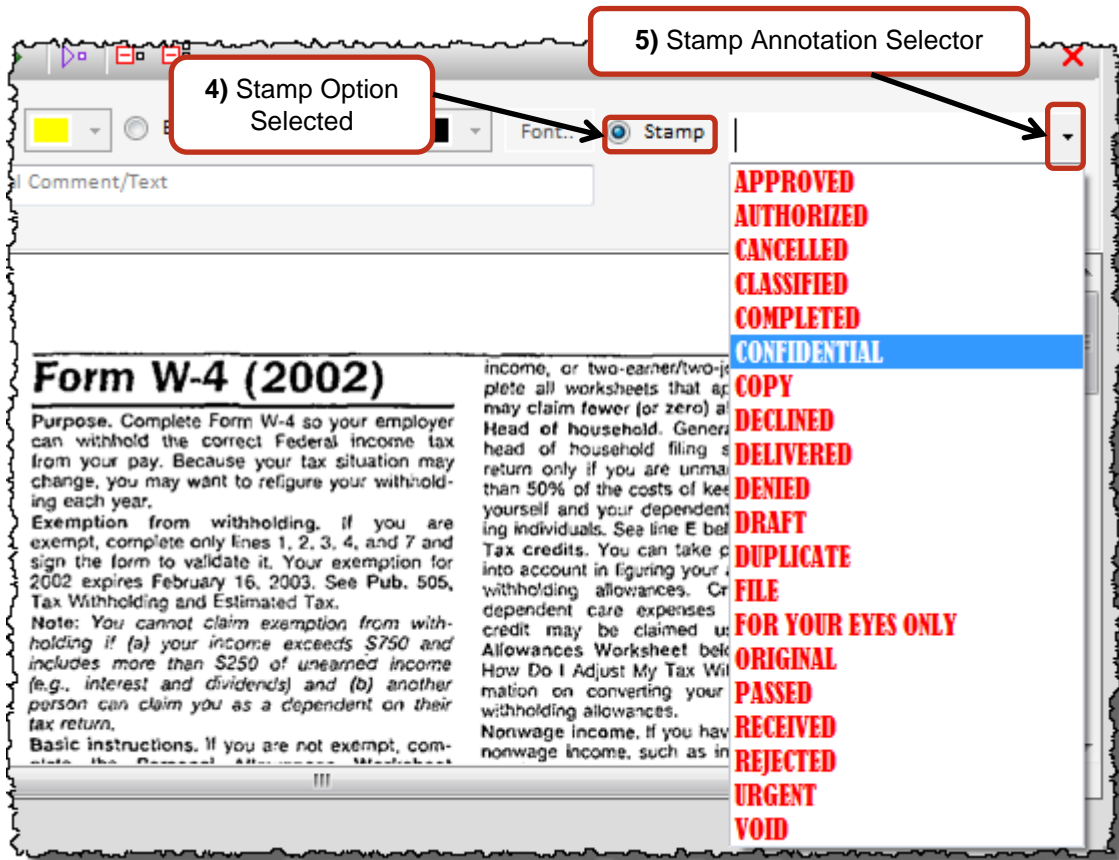 5) Stamp Annotation Selector
4) Stamp Option
Selected
Font..
Stamp
Comment/Text
APPROVED
AUTHORIZED
CANCELLED
CLASSIFIED
COMPLETED
CONFIDENTIAL
COPY
DECLINED
DELIVERED
DENIED
DRAFT
DUPLICATE
FILE
FOR YOUR EYES ONLY
ORIGINAL
PASSED
RECEIVED
REJECTED
URGENT
VOID
Form W-4 (2002)
Purpose. Complete Form W-4 so your employer
can withhold the correct Federal income tax
from your pay. Because your tax situation may
change, you may want to refigure your withhold-
ing each year.
Exemption from withholding. If you are
exempt, complete only lines 1, 2, 3, 4, and 7 and
sign the form to validate it. Your exemption for
2002 expires February 16, 2003. See Pub. 505,
Tax Withholding and Estimated Tax.
Note: You cannot claim exemption from with-
holding if (a) your income exceeds $750 and
includes more than $250 of unearned income
(e.g., interest and dividends) and (b) another
person can claim you as a dependent on their
tax return.
Basic instructions. If you are not exempt, com-
plete the Personal Allowances Worksheet
income, or two-earner/two-j
plete all worksheets that ap
may claim fewer (or zero) al
Head of household. Genera
head of household filing s
return only if you are unma
than 50% of the costs of kee
yourself and your dependent
ing individuals. See line E bel
Tax credits. You can take p
into account in figuring your
withholding allowances. Cr
dependent care expenses
credit may be claimed us
Allowances Worksheet belo
How Do I Adjust My Tax Wi
mation on converting your
withholding allowances.
Nonwage income. If you hav
nonwage income, such as in